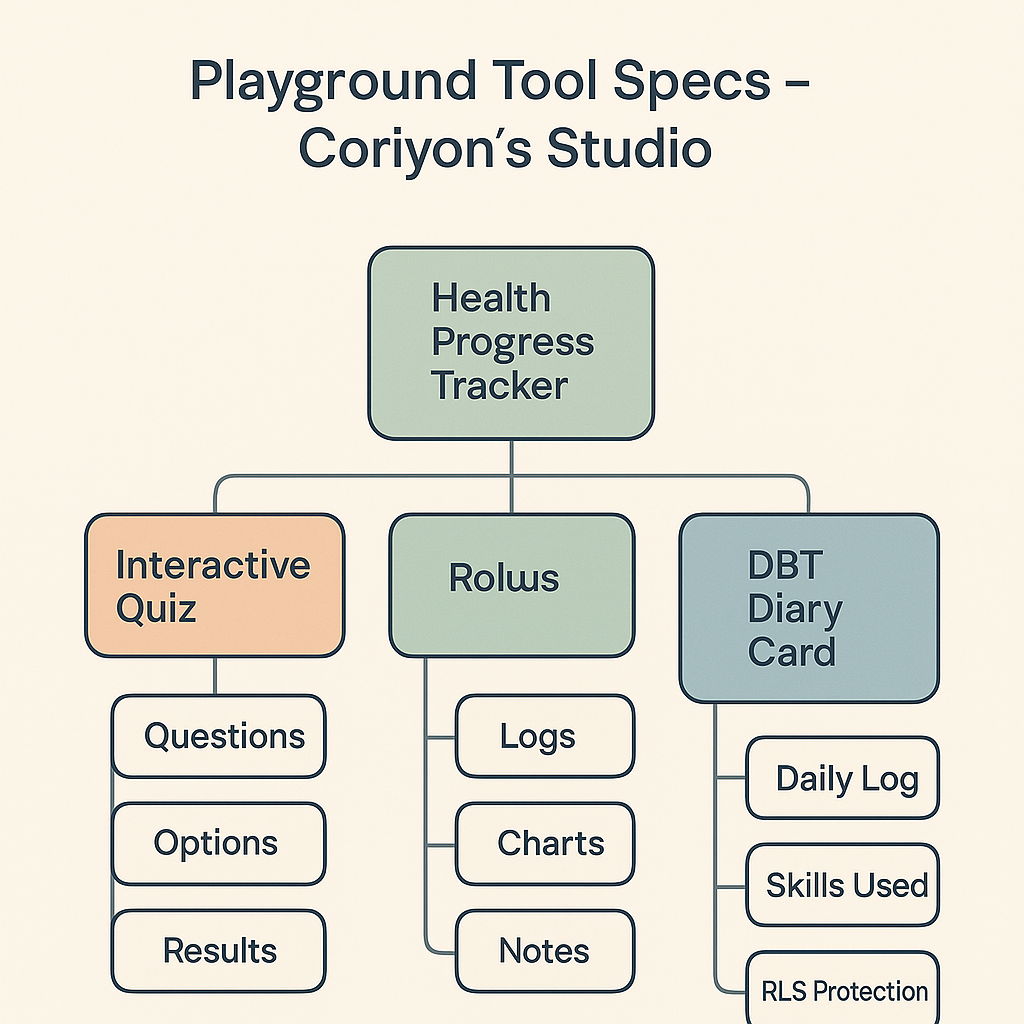 Playground Tool Specs –
Coriyon's Studio
Health
Progress
Tracker
Interactive
Quiz
Rolws
DBT
Diary
Card
Questions
Options
Results
Logs
Charts
Notes
Daily Log
Skills Used
RLS Protection